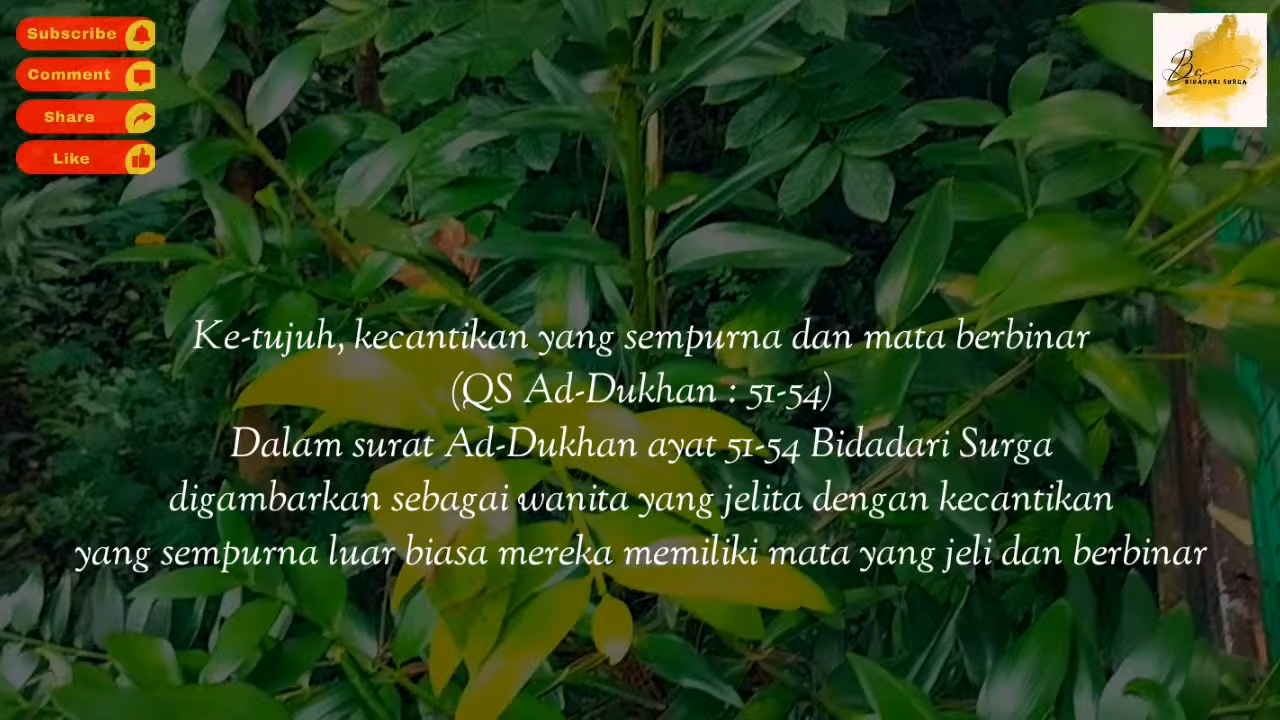 Subscribe
Comment
Share
Like
Bs
BIDADARI SURGA
Ke-tujuh, kecantikan yang sempurna dan mata berbinar
(QS Ad-Dukhan : 51-54)
Dalam surat Ad-Dukhan ayat 51-54 Bidadari Surga
digambarkan sebagai wanita yang jelita dengan kecantikan
yang sempurna luar biasa mereka memiliki mata yang jeli dan berbinar